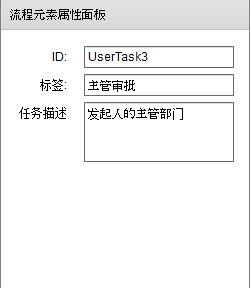 流程元素属性面板
ID: UserTask3
标签: 主管审批
任务描述 发起人的主管部门